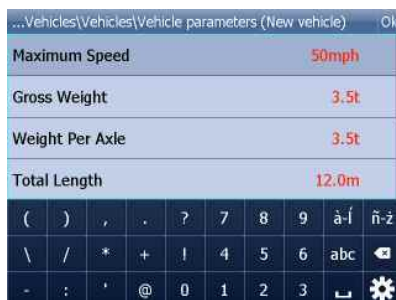 ...Vehicles\Vehicles\Vehicle parameters (New vehicle) Ok
Maximum Speed 50mph
Gross Weight 3.5t
Weight Per Axle 3.5t
Total Length 12.0m
( ) , . ? 7 8 9 à-Í ñ-ż
\ / * + ! 4 5 6 abc
- : ' @ 0 1 2 3